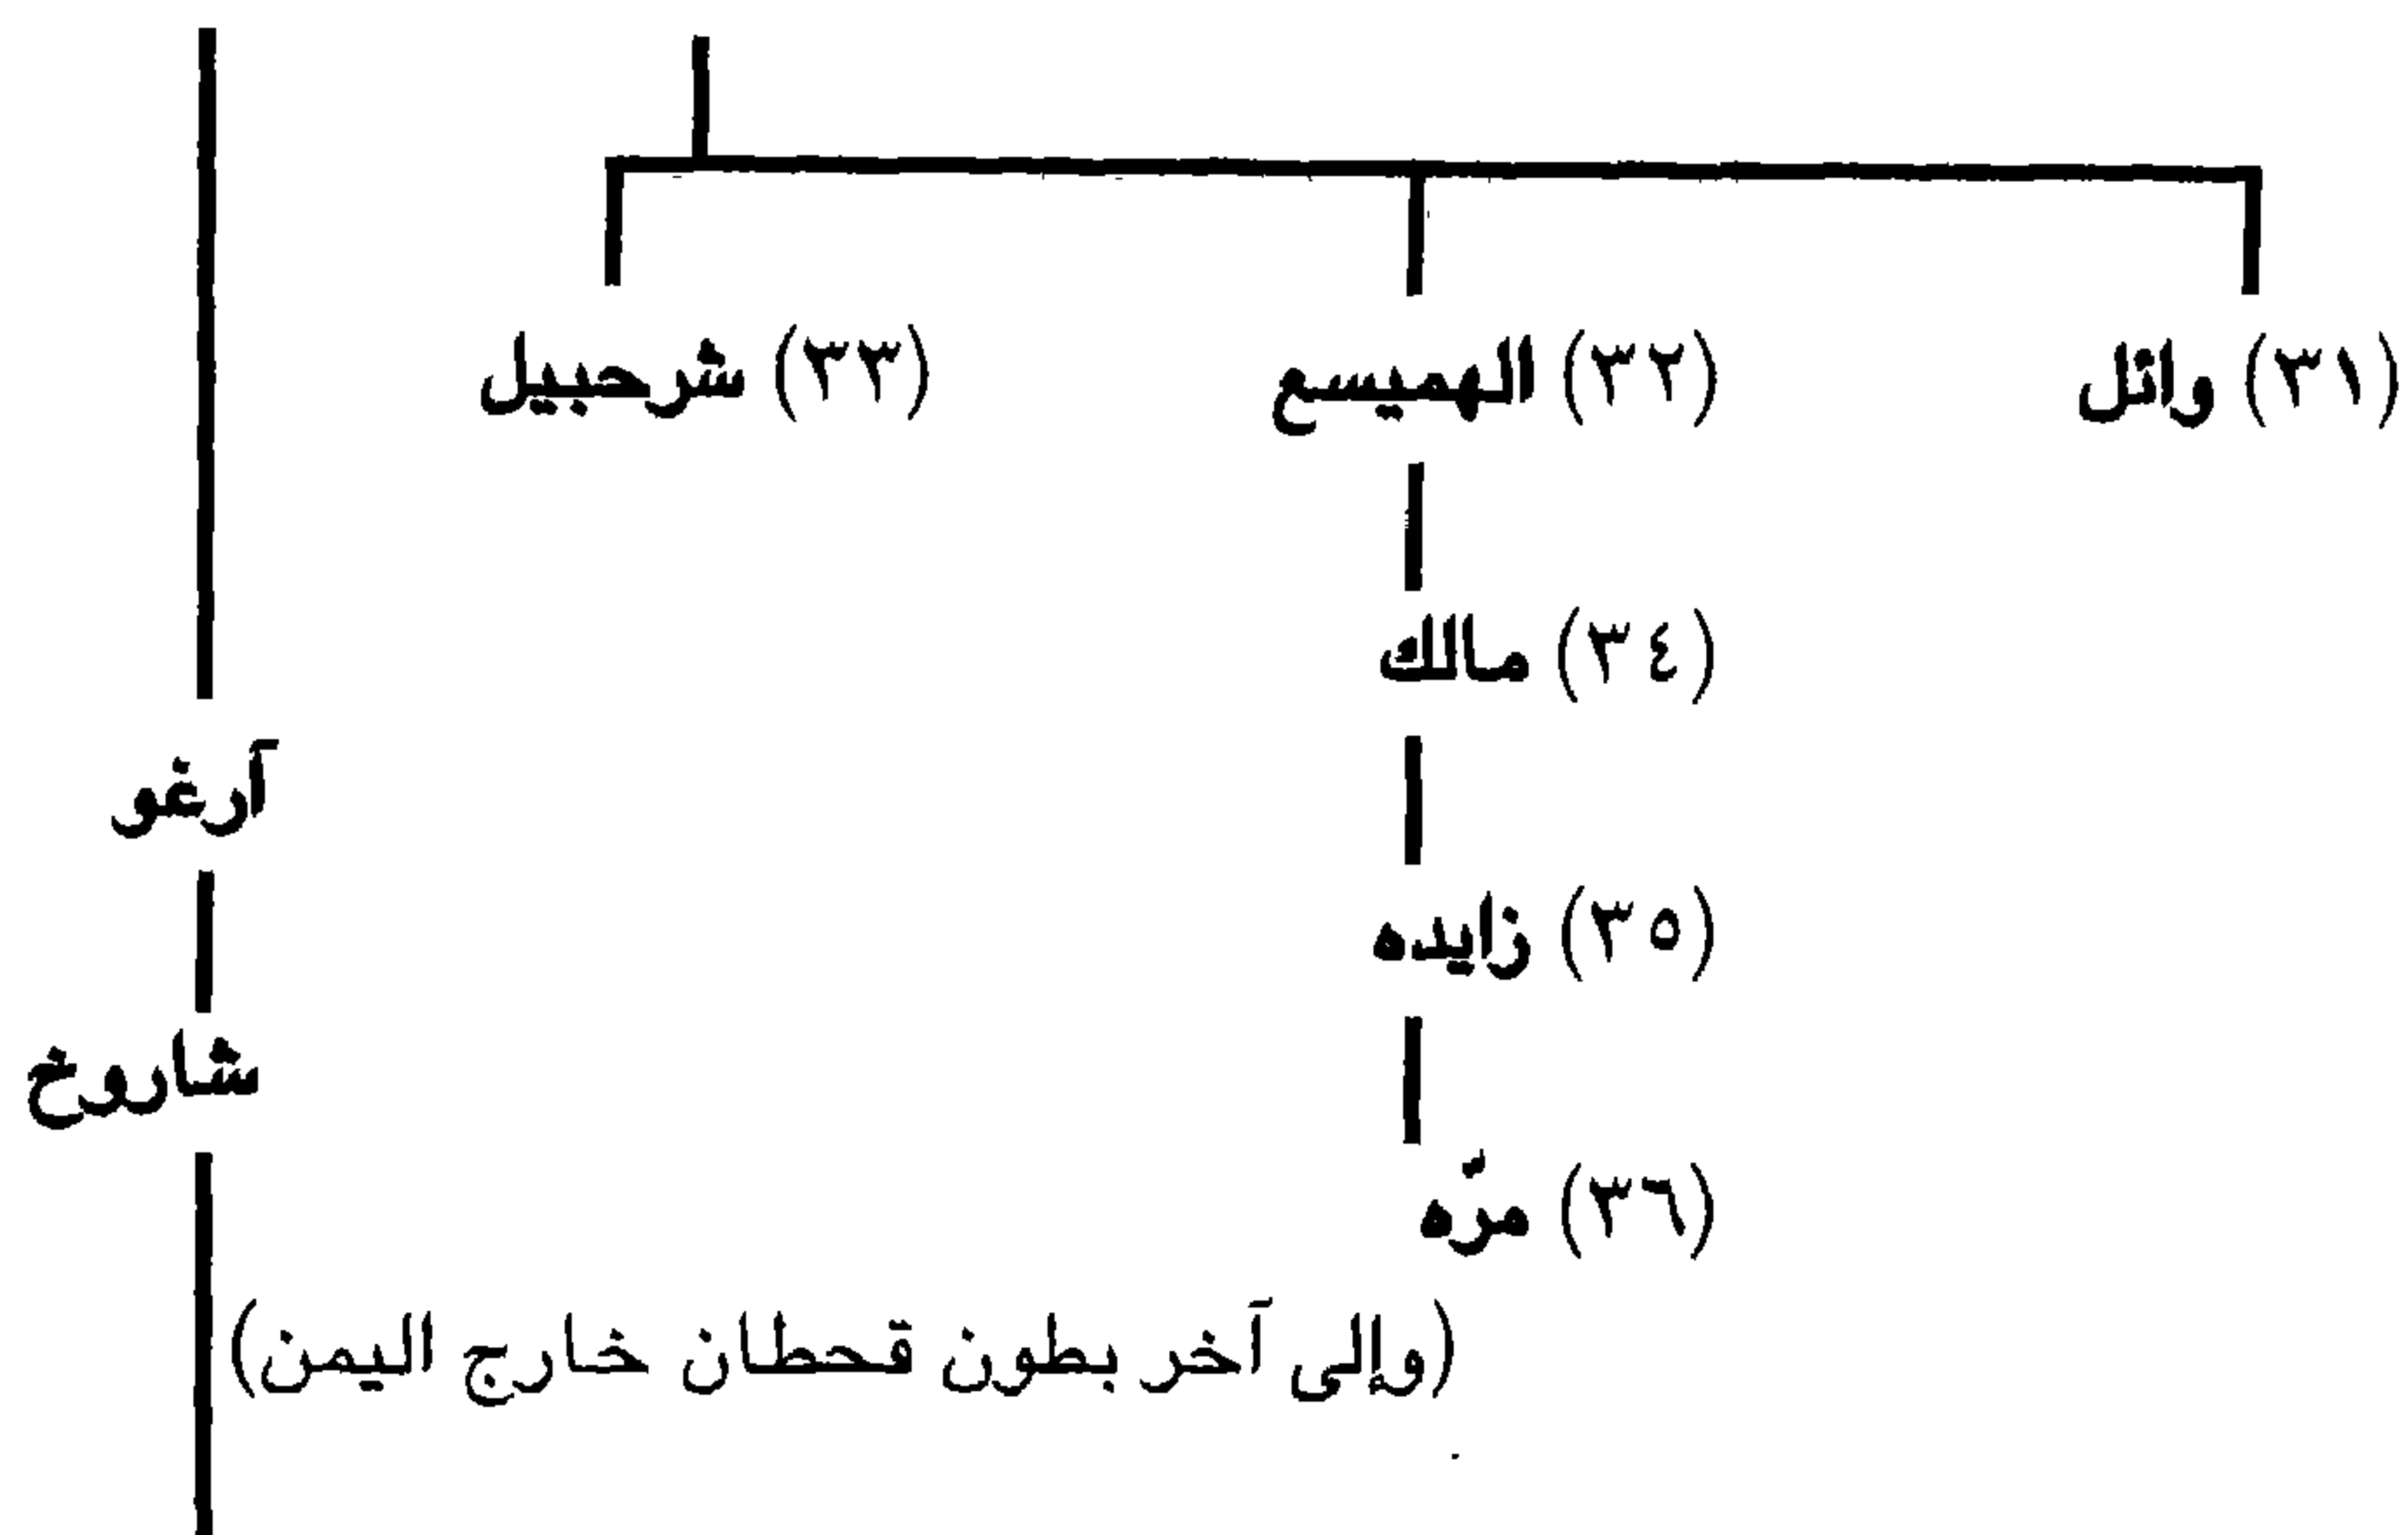 (٣١) وائل
(٣٢) الهميسع
(٣٣) شرحبيل
(٣٤) مالك
آرغو
(٣٥) زايده
شاروخ
(٣٦) مرّه
(وإلى آخر بطون قحطان خارج اليمن)